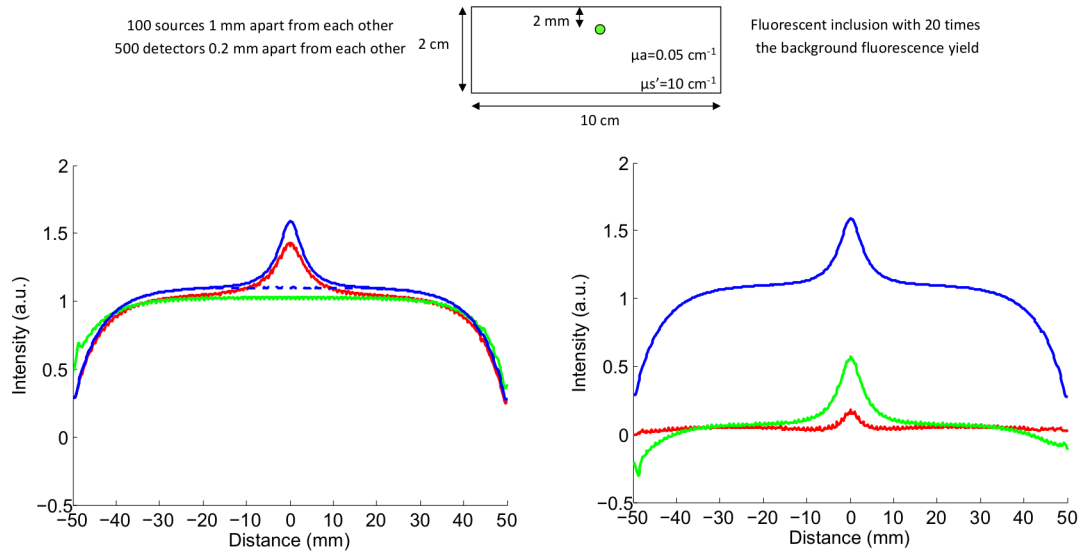 100 sources 1 mm apart from each other
500 detectors 0.2 mm apart from each other
2 cm
2 mm
µa=0.05 cm-1
µs’=10 cm-1
10 cm
Fluorescent inclusion with 20 times
the background fluorescence yield
2
1.5
1
0.5
0
−0.5
−50 −40 −30 −20 −10 0 10 20 30 40 50
Distance (mm)
Intensity (a.u.)
2
1.5
1
0.5
0
−0.5
−50 −40 −30 −20 −10 0 10 20 30 40 50
Distance (mm)
Intensity (a.u.)